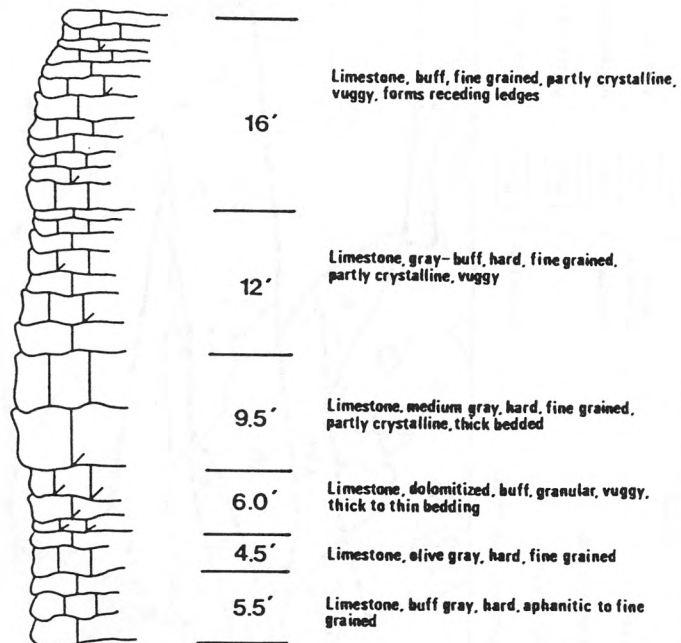 Limestone, buff, fine grained, partly crystalline,
vuggy, forms receding ledges
16′
Limestone, gray-buff, hard, fine grained,
partly crystalline, vuggy
12′
Limestone, medium gray, hard, fine grained,
partly crystalline, thick bedded
9.5′
Limestone, dolomitized, buff, granular, vuggy,
thick to thin bedding
6.0′
4.5′
Limestone, olive gray, hard, fine grained
5.5′
Limestone, buff gray, hard, aphanitic to fine
grained